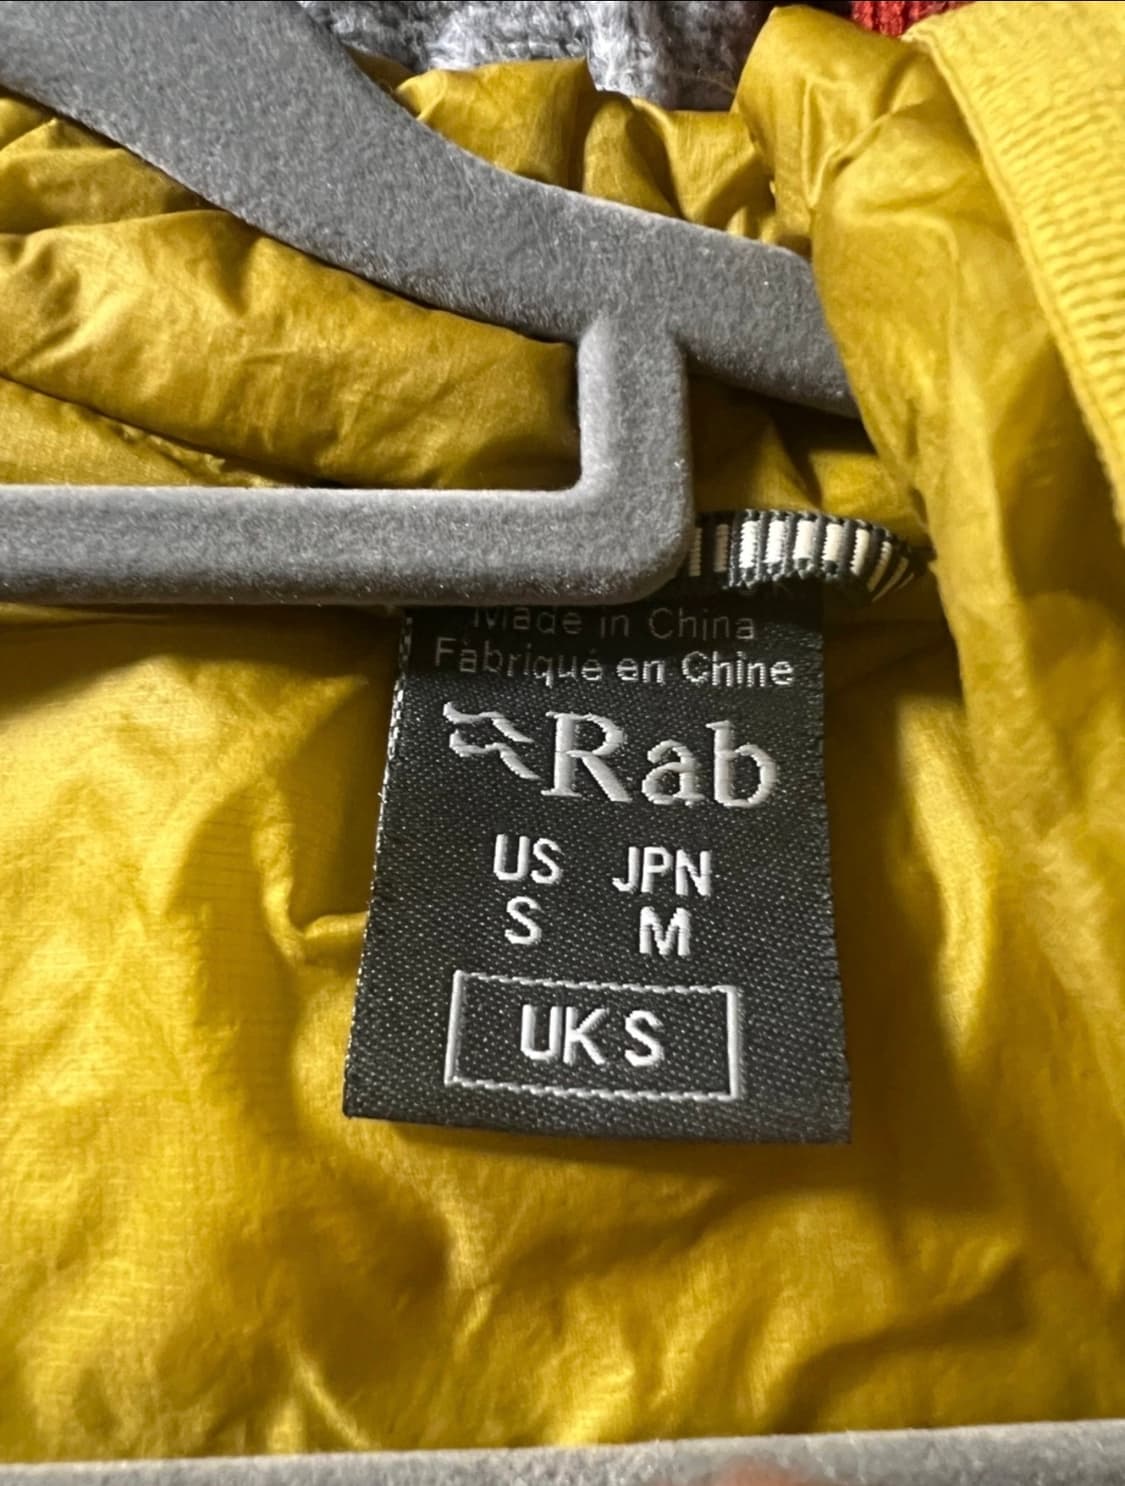 Made in China
Fabriqué en Chine
Rab
US JPN
S M
UK S